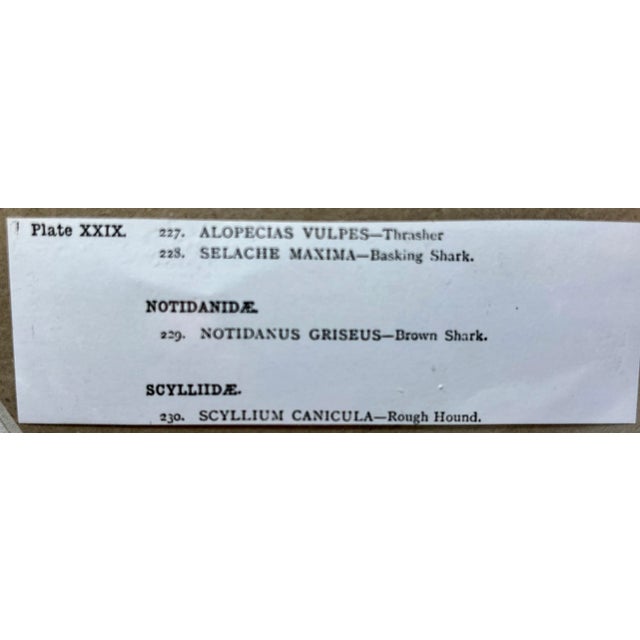 Plate XXIX. 227. ALOPECIAS VULPES—Thrasher
228. SELACHE MAXIMA—Basking Shark.
NOTIDANIDÆ.
229. NOTIDANUS GRISEUS—Brown Shark.
SCYLLIIDÆ.
230. SCYLLIUM CANICULA—Rough Hound.